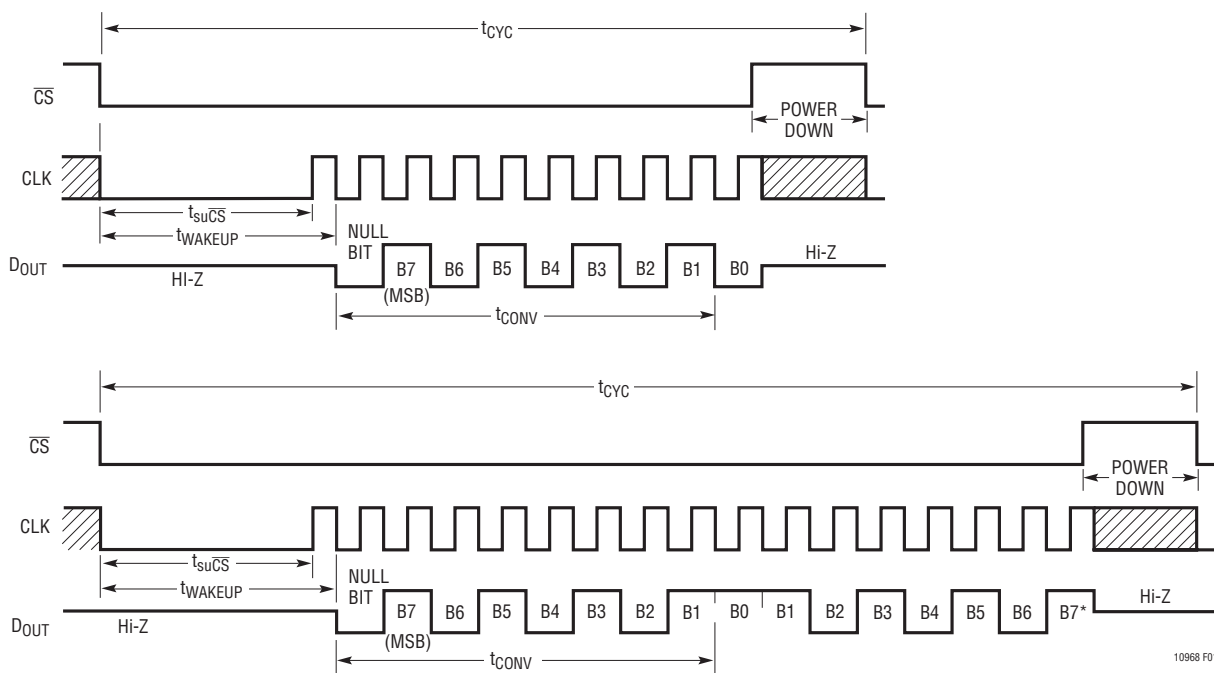 tCYC
CS
POWER
DOWN
CLK
tsuCS
tWAKEUP
NULL
BIT
DOUT
HI-Z
B7 B6 B5 B4 B3 B2 B1 B0
Hi-Z
(MSB)
tCONV
tCYC
CS
POWER
DOWN
CLK
tsuCS
tWAKEUP
NULL
BIT
DOUT
Hi-Z
B7 B6 B5 B4 B3 B2 B1 B0 B1 B2 B3 B4 B5 B6 B7*
Hi-Z
(MSB)
tCONV